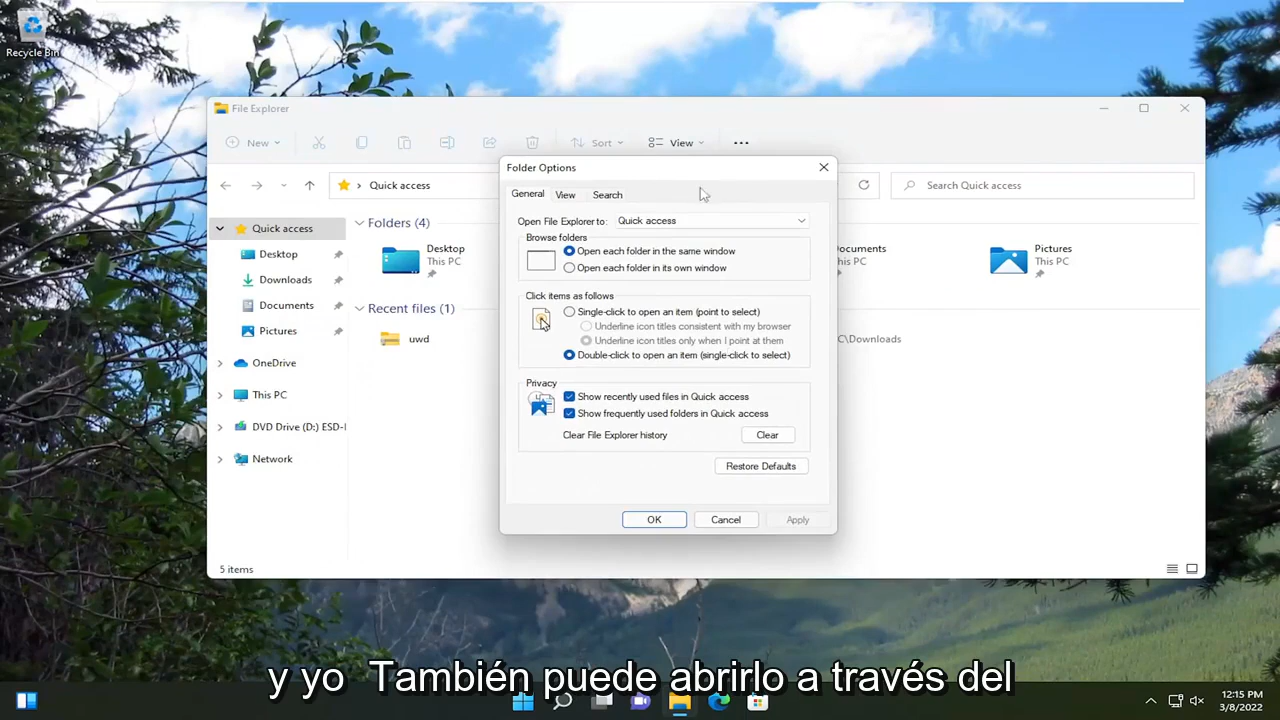 Recycle Bin
File Explorer
New
Sort
View
Quick access
Search Quick access
Quick access
Desktop
Downloads
Documents
Pictures
OneDrive
This PC
DVD Drive (D:) ESD-I
Network
Folders (4)
Desktop
This PC
Documents
This PC
Pictures
This PC
Recent files (1)
uwd
C\Downloads
5 items
Folder Options
General
View
Search
Open File Explorer to:
Quick access
Browse folders
Open each folder in the same window
Open each folder in its own window
Click items as follows
Single-click to open an item (point to select)
Underline icon titles consistent with my browser
Underline icon titles only when I point at them
Double-click to open an item (single-click to select)
Privacy
Show recently used files in Quick access
Show frequently used folders in Quick access
Clear File Explorer history
Clear
Restore Defaults
OK
Cancel
Apply
y yo También puede abrirlo a través del
12:15 PM
3/8/2022